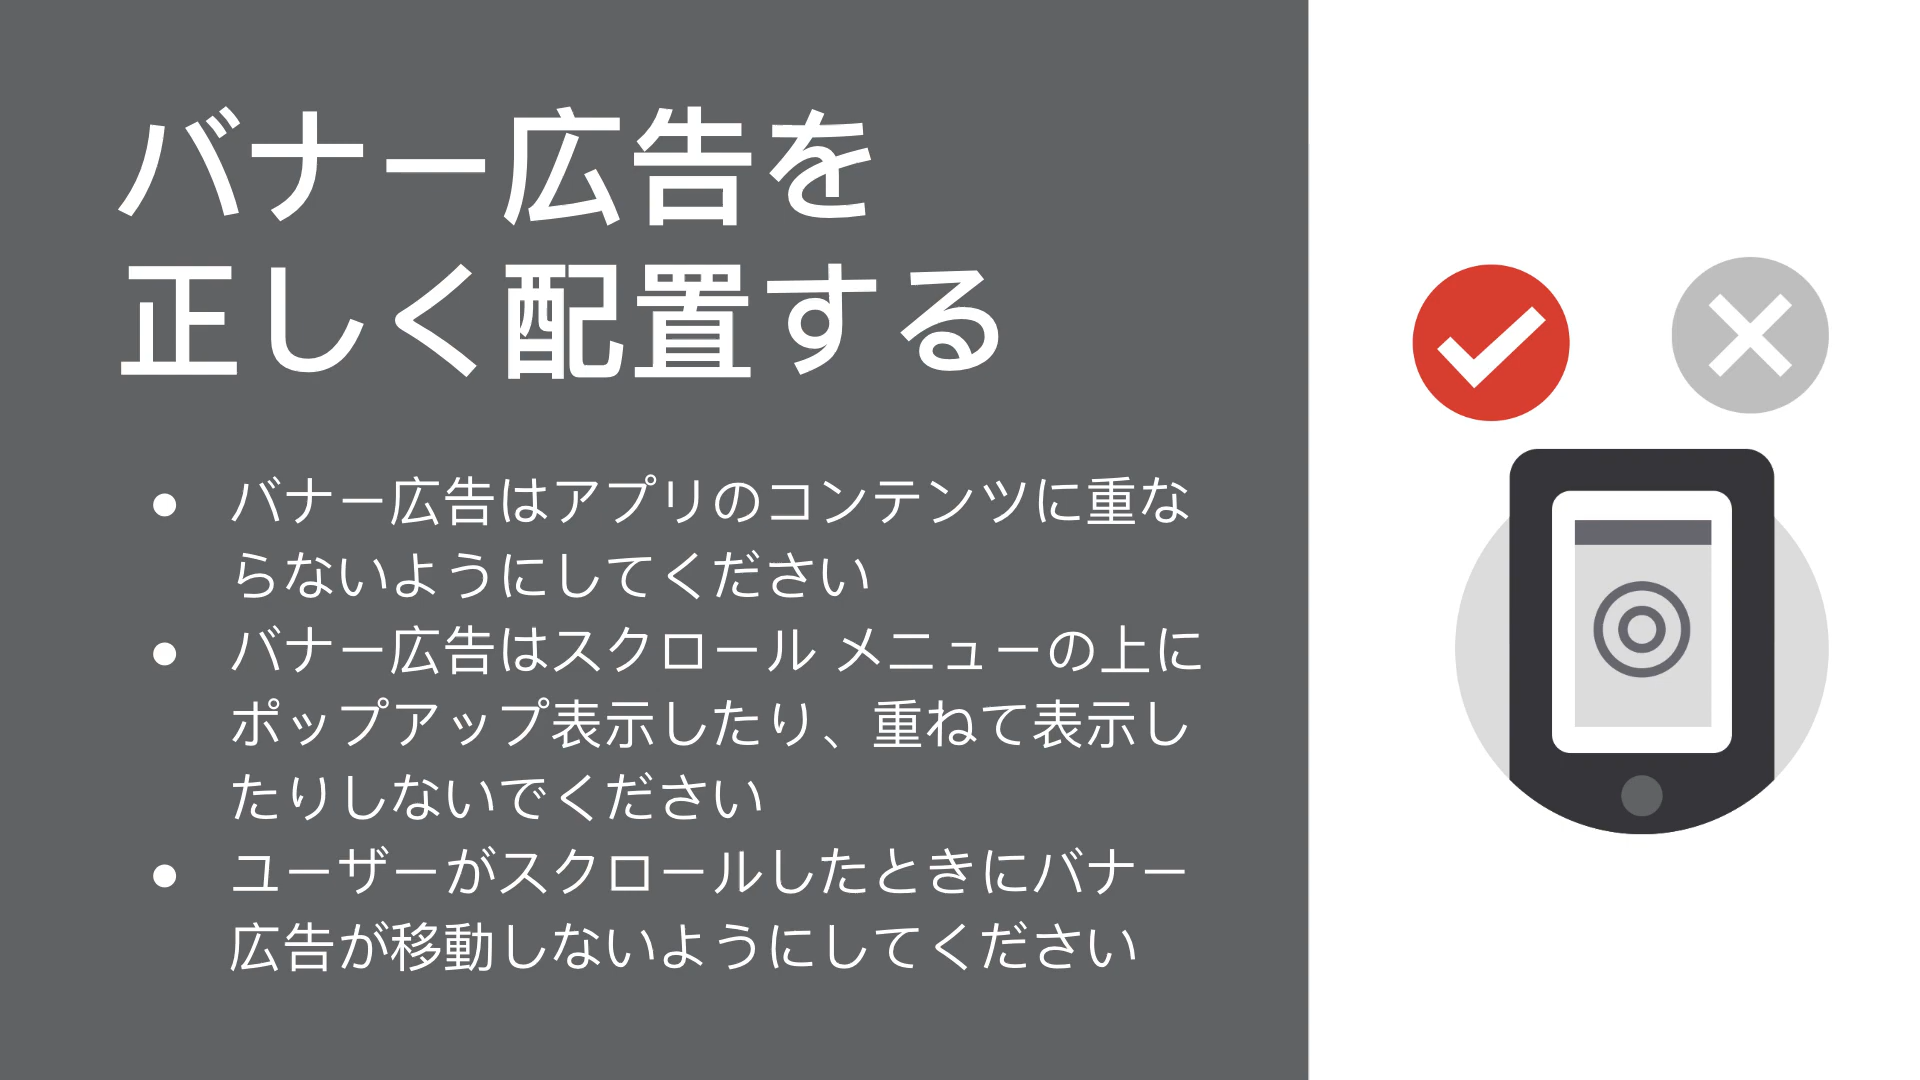 バナー広告を
正しく配置する
● バナー広告はアプリのコンテンツに重な
らないようにしてください
● バナー広告はスクロール メニューの上に
ポップアップ表示したり、重ねて表示し
たりしないでください
● ユーザーがスクロールしたときにバナー
広告が移動しないようにしてください